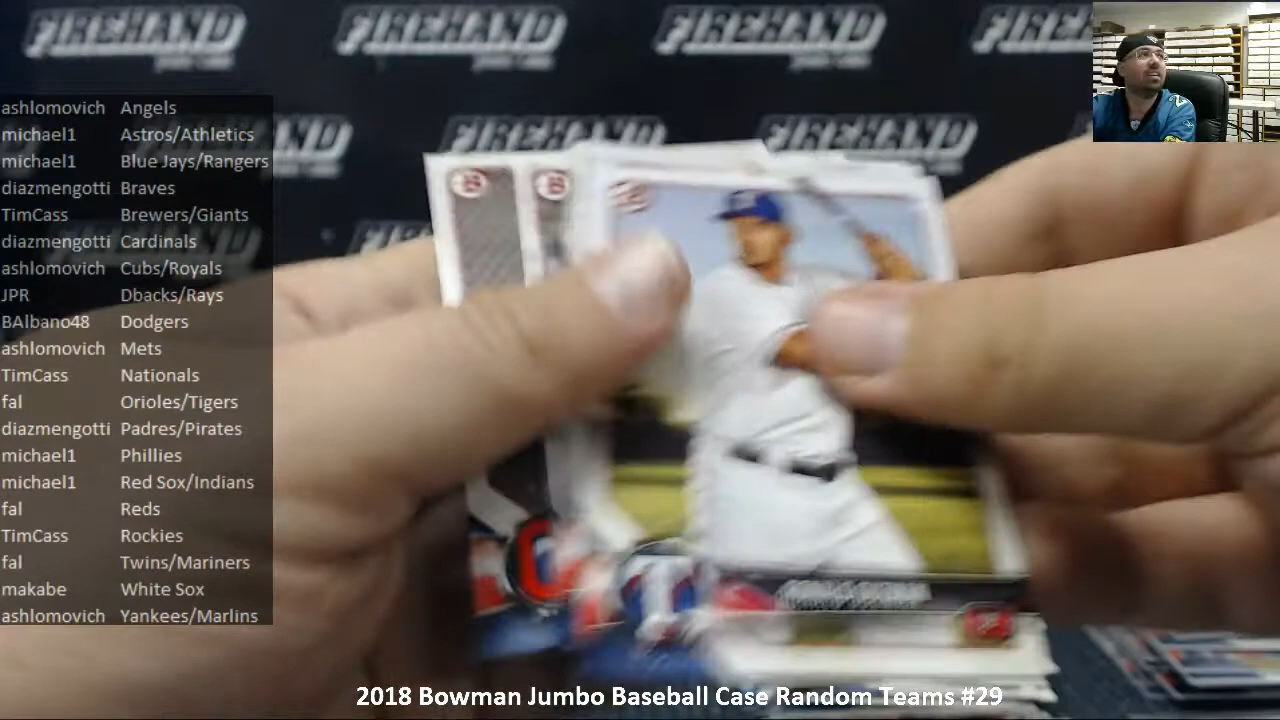 FIREHAND FIREHAND FIREHAND FIREHAND
FIREHAND FIREHAND FIREHAND
ashlomovich Angels
michael1 Astros/Athletics
michael1 Blue Jays/Rangers
diazmengotti Braves
TimCass Brewers/Giants
diazmengotti Cardinals
ashlomovich Cubs/Royals
JPR Dbacks/Rays
BAlbano48 Dodgers
ashlomovich Mets
TimCass Nationals
fal Orioles/Tigers
diazmengotti Padres/Pirates
michael1 Phillies
michael1 Red Sox/Indians
fal Reds
TimCass Rockies
fal Twins/Mariners
makabe White Sox
ashlomovich Yankees/Marlins
2018 Bowman Jumbo Baseball Case Random Teams #29